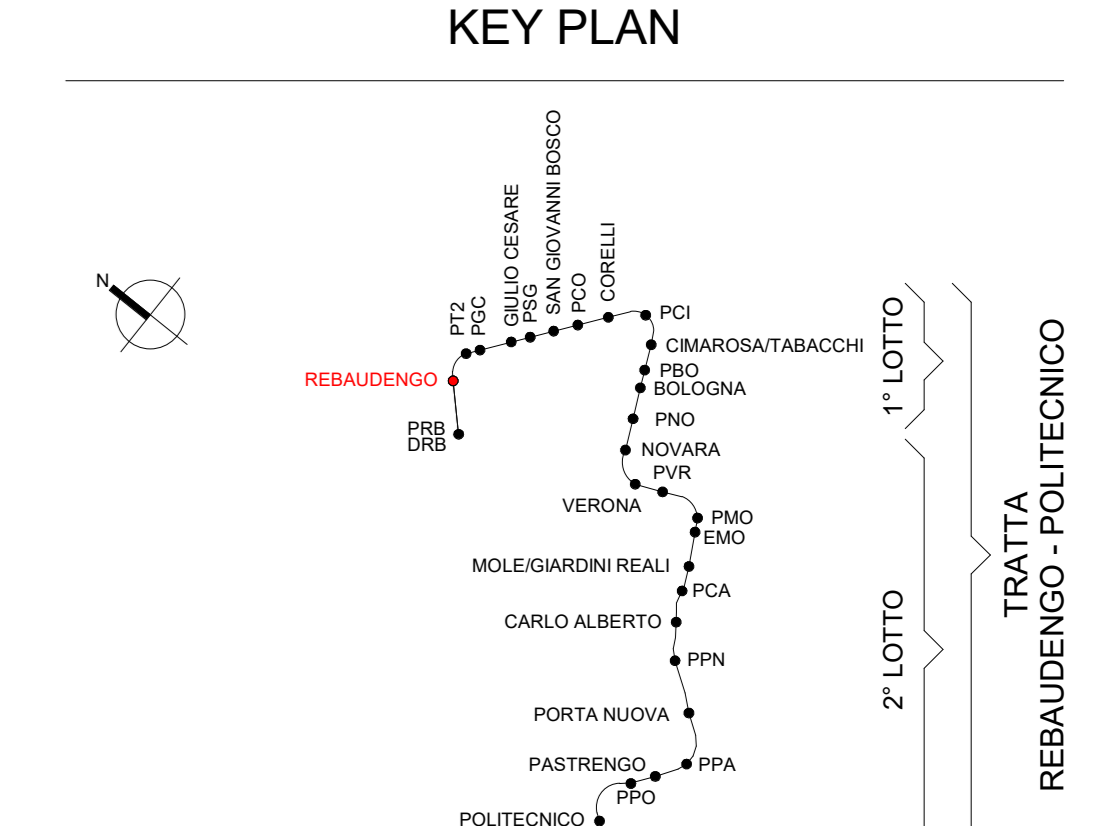 KEY PLAN
N
PT2
PGC
GIULIO CESARE
PSG
SAN GIOVANNI BOSCO
PCO
CORELLI
PCI
CIMAROSA/TABACCHI
REBAUDENGO
PBO
BOLOGNA
PRB
DRB
PNO
NOVARA
PVR
VERONA
PMO
EMO
MOLE/GIARDINI REALI
PCA
CARLO ALBERTO
PPN
PORTA NUOVA
PASTRENGO
PPA
PPO
POLITECNICO
1° LOTTO
2° LOTTO
TRATTA
REBAUDENGO - POLITECNICO